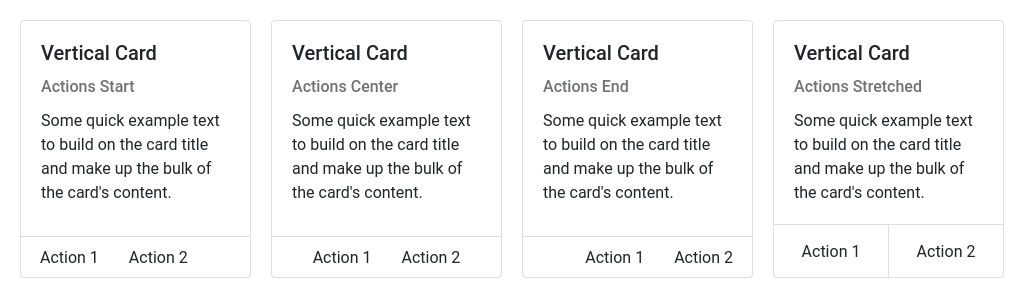 Vertical Card
Actions Start
Some quick example text
to build on the card title
and make up the bulk of
the card's content.
Action 1 Action 2
Vertical Card
Actions Center
Some quick example text
to build on the card title
and make up the bulk of
the card's content.
Action 1 Action 2
Vertical Card
Actions End
Some quick example text
to build on the card title
and make up the bulk of
the card's content.
Action 1 Action 2
Vertical Card
Actions Stretched
Some quick example text
to build on the card title
and make up the bulk of
the card's content.
Action 1 Action 2